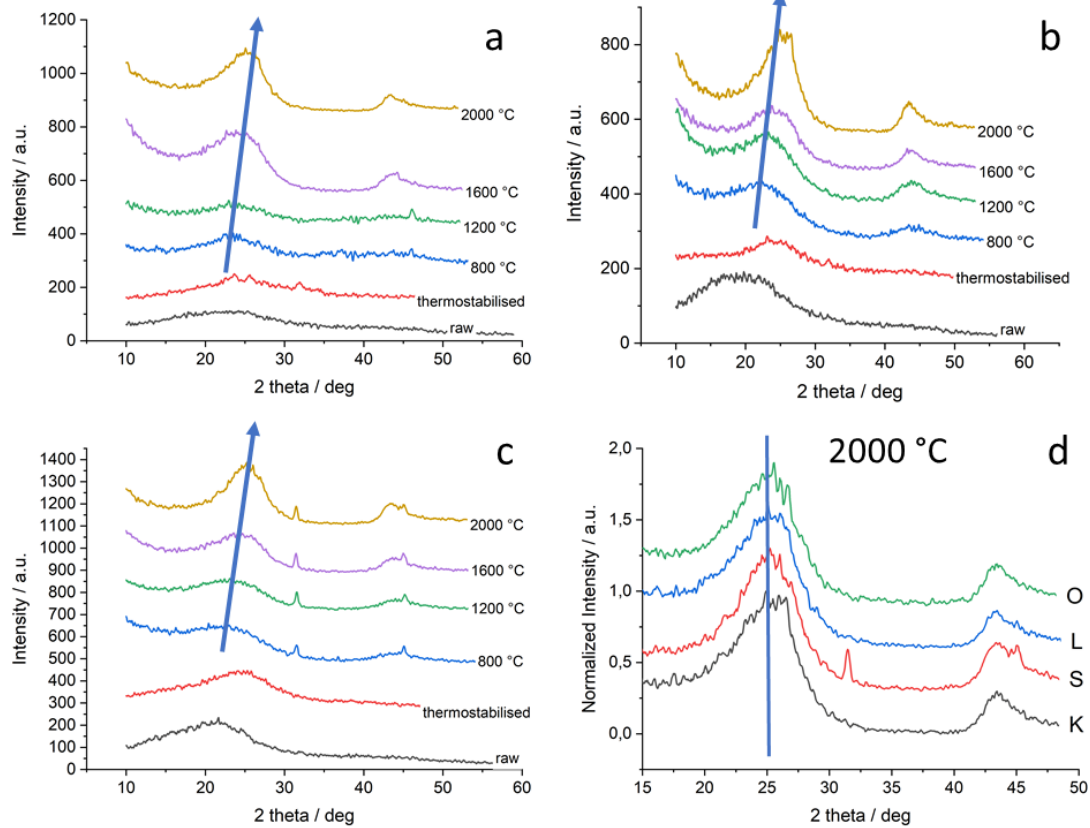 a
Intensity / a.u.
1200
1000
800
600
400
200
0
2000 °C
1600 °C
1200 °C
800 °C
thermostabilised
raw
10 20 30 40 50 60
2 theta / deg
b
Intensity / a.u.
800
600
400
200
0
2000 °C
1600 °C
1200 °C
800 °C
thermostabilised
raw
10 20 30 40 50 60
2 theta / deg
c
Intensity / a.u.
1400
1300
1200
1100
1000
900
800
700
600
500
400
300
200
100
0
2000 °C
1600 °C
1200 °C
800 °C
thermostabilised
raw
10 20 30 40 50 60
2 theta / deg
2000 °C d
Normalized Intensity / a.u.
2,0
1,5
1,0
0,5
0,0
O
L
S
K
15 20 25 30 35 40 45 50
2 theta / deg